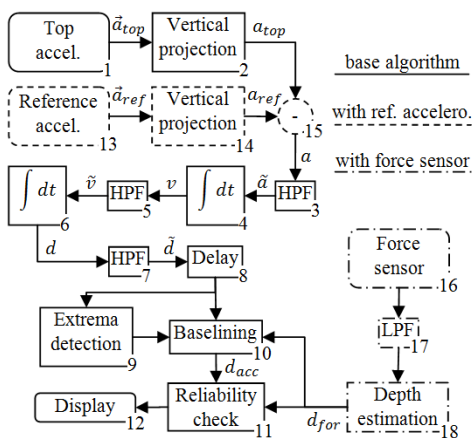 Top accel.
1
a⃗top
Vertical projection
2
atop
base algorithm
Reference accel.
13
a⃗ref
Vertical projection
14
aref
-
15
with ref. accelero.
a
with force sensor
∫ dt
6
ṽ
HPF
5
v
∫ dt
4
ã
HPF
3
d
HPF
7
d̃
Delay
8
Force sensor
16
Extrema detection
9
Baselining
10
LPF
17
dacc
Display
12
Reliability check
11
dfor
Depth estimation
18